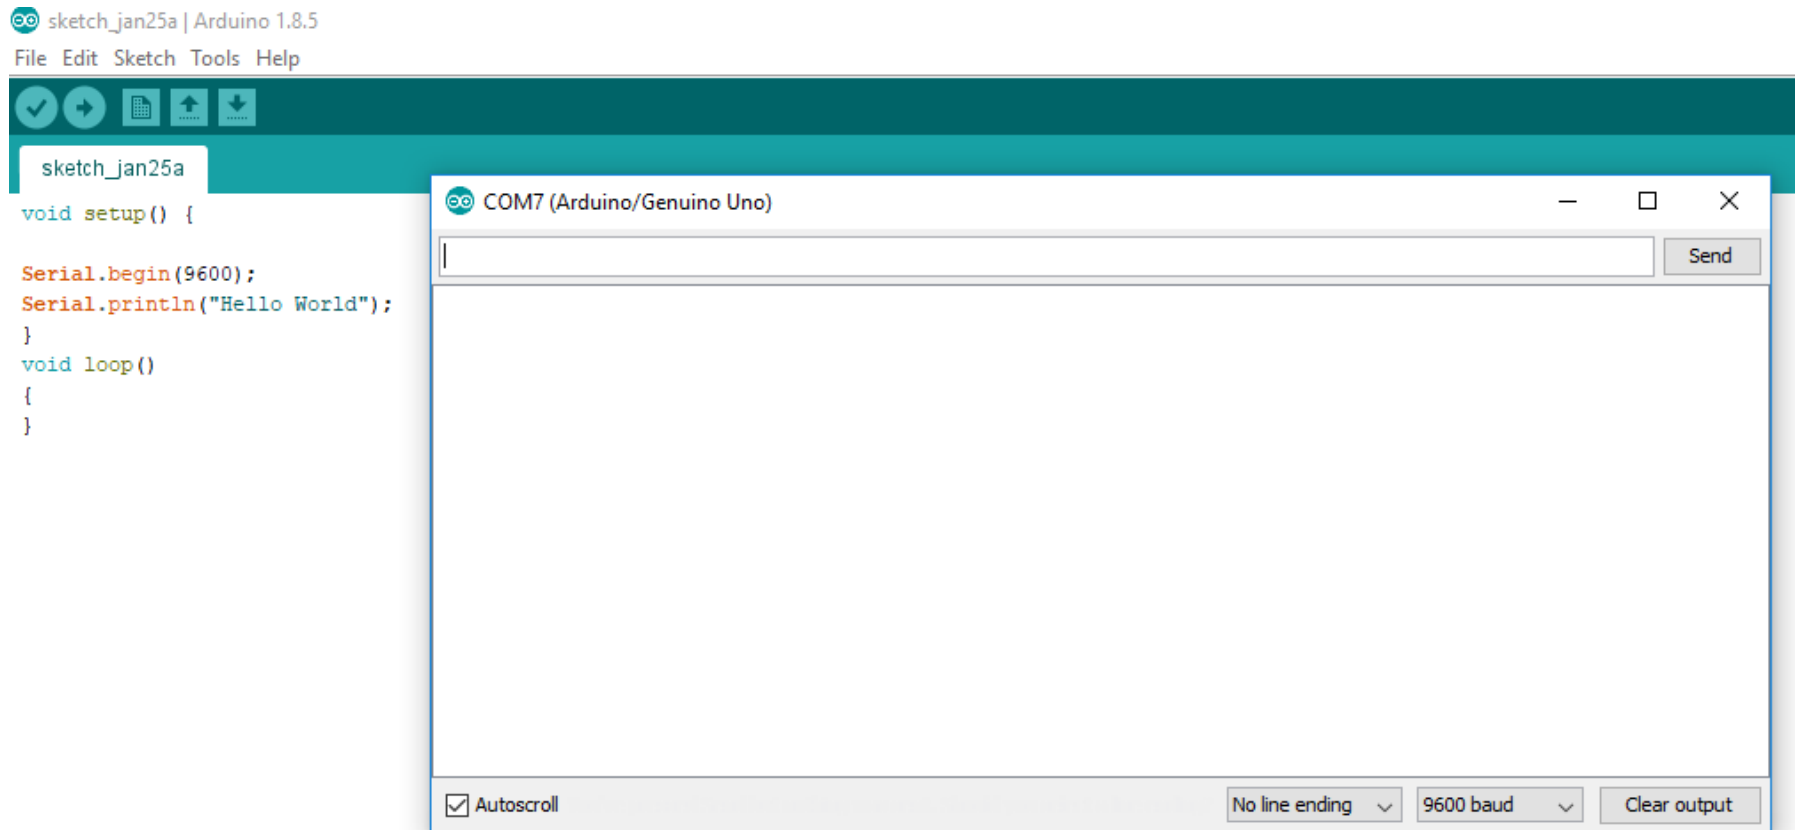 sketch_jan25a | Arduino 1.8.5
File Edit Sketch Tools Help
sketch_jan25a
void setup() {
Serial.begin(9600);
Serial.println("Hello World");
}
void loop()
{
}
COM7 (Arduino/Genuino Uno)
Send
Autoscroll
No line ending
9600 baud
Clear output